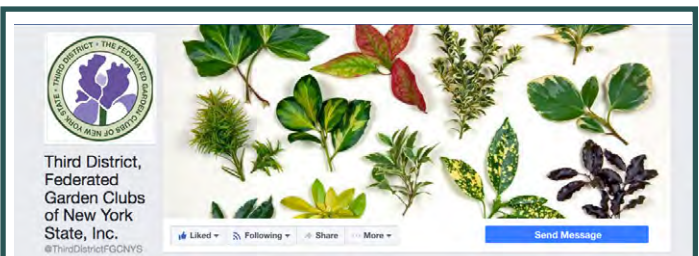 THIRD DISTRICT • THE FEDERATED GARDEN CLUBS OF NEW YORK STATE •
Third District,
Federated
Garden Clubs
of New York
State, Inc.
@ThirdDistrictFGCNYS
Liked Following Share More Send Message